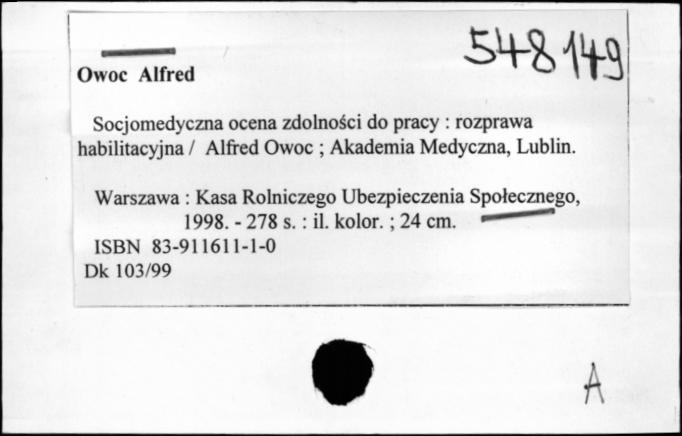 548149
Owoc Alfred
Socjomedyczna ocena zdolności do pracy : rozprawa
habilitacyjna / Alfred Owoc ; Akademia Medyczna, Lublin.
Warszawa : Kasa Rolniczego Ubezpieczenia Społecznego,
1998. - 278 s. : il. kolor. ; 24 cm.
ISBN 83-911611-1-0
Dk 103/99
A